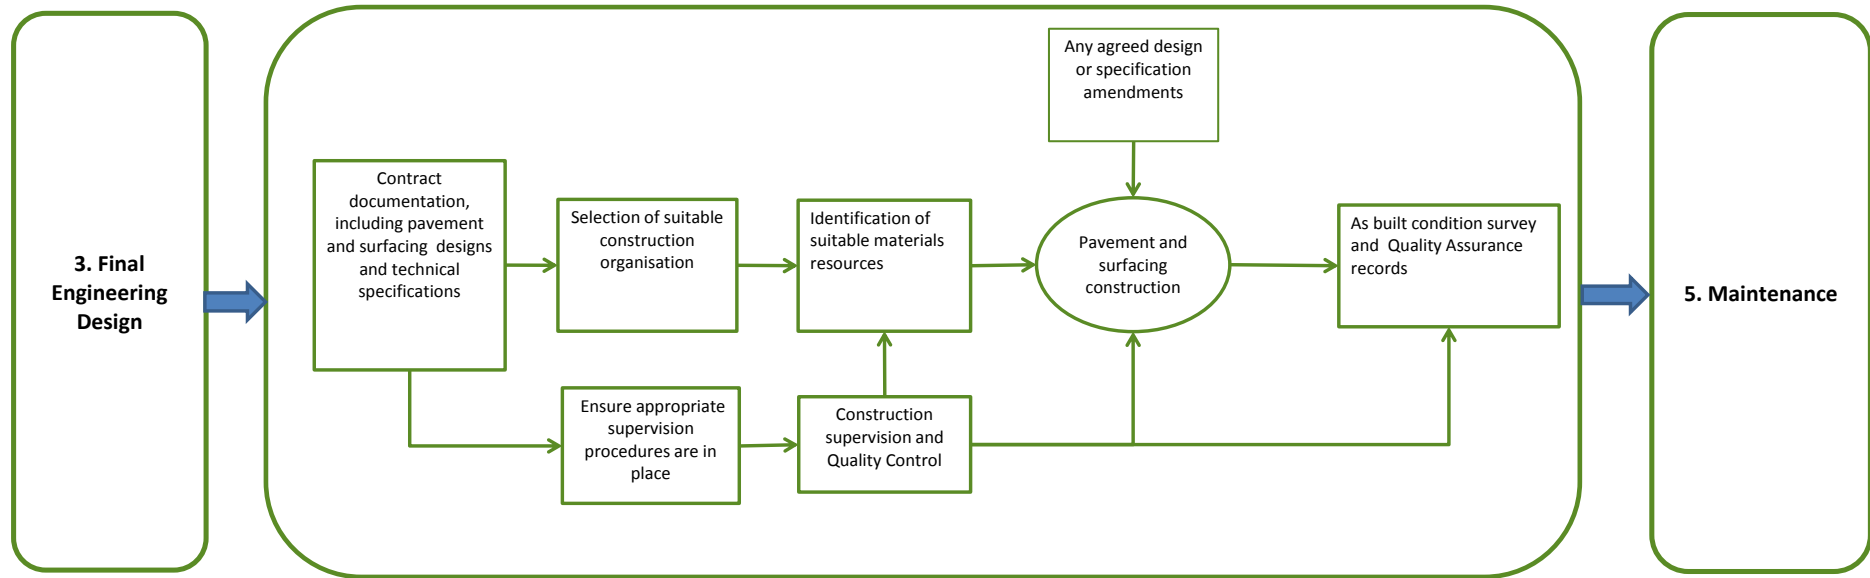 3. Final
Engineering
Design
Contract
documentation,
including pavement
and surfacing designs
and technical
specifications
Selection of suitable
construction
organisation
Identification of
suitable materials
resources
Any agreed design
or specification
amendments
Pavement and
surfacing
construction
As built condition survey
and Quality Assurance
records
Ensure appropriate
supervision
procedures are in
place
Construction
supervision and
Quality Control
5. Maintenance